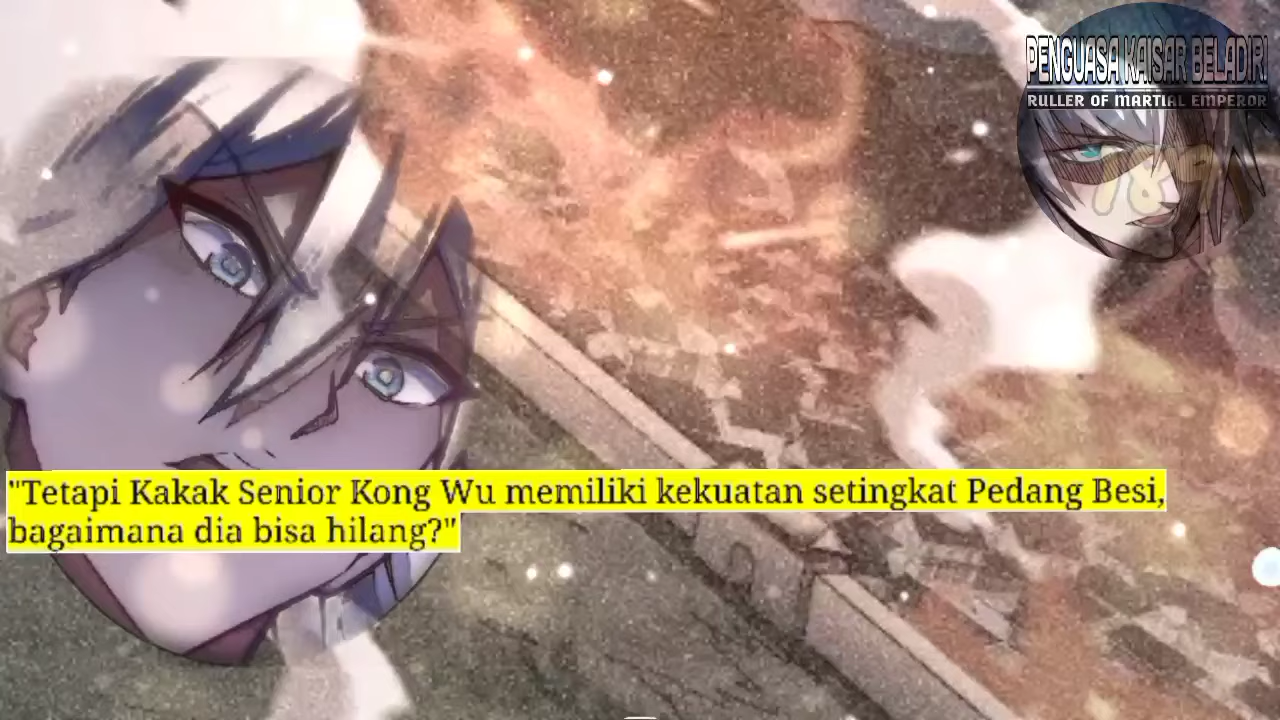 PENGUASA KAISAR BELADIRI
RULLER OF MARTIAL EMPEROR
"Tetapi Kakak Senior Kong Wu memiliki kekuatan setingkat Pedang Besi,
bagaimana dia bisa hilang?"